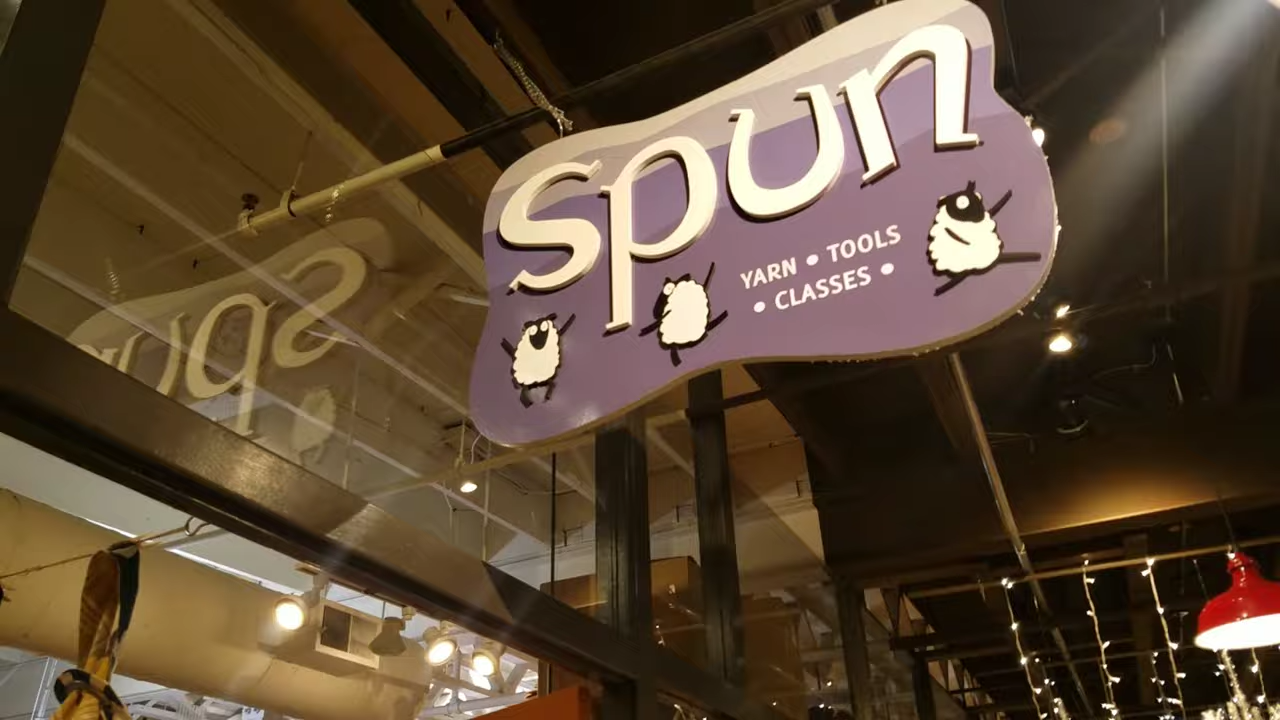 spun
YARN • TOOLS
• CLASSES •